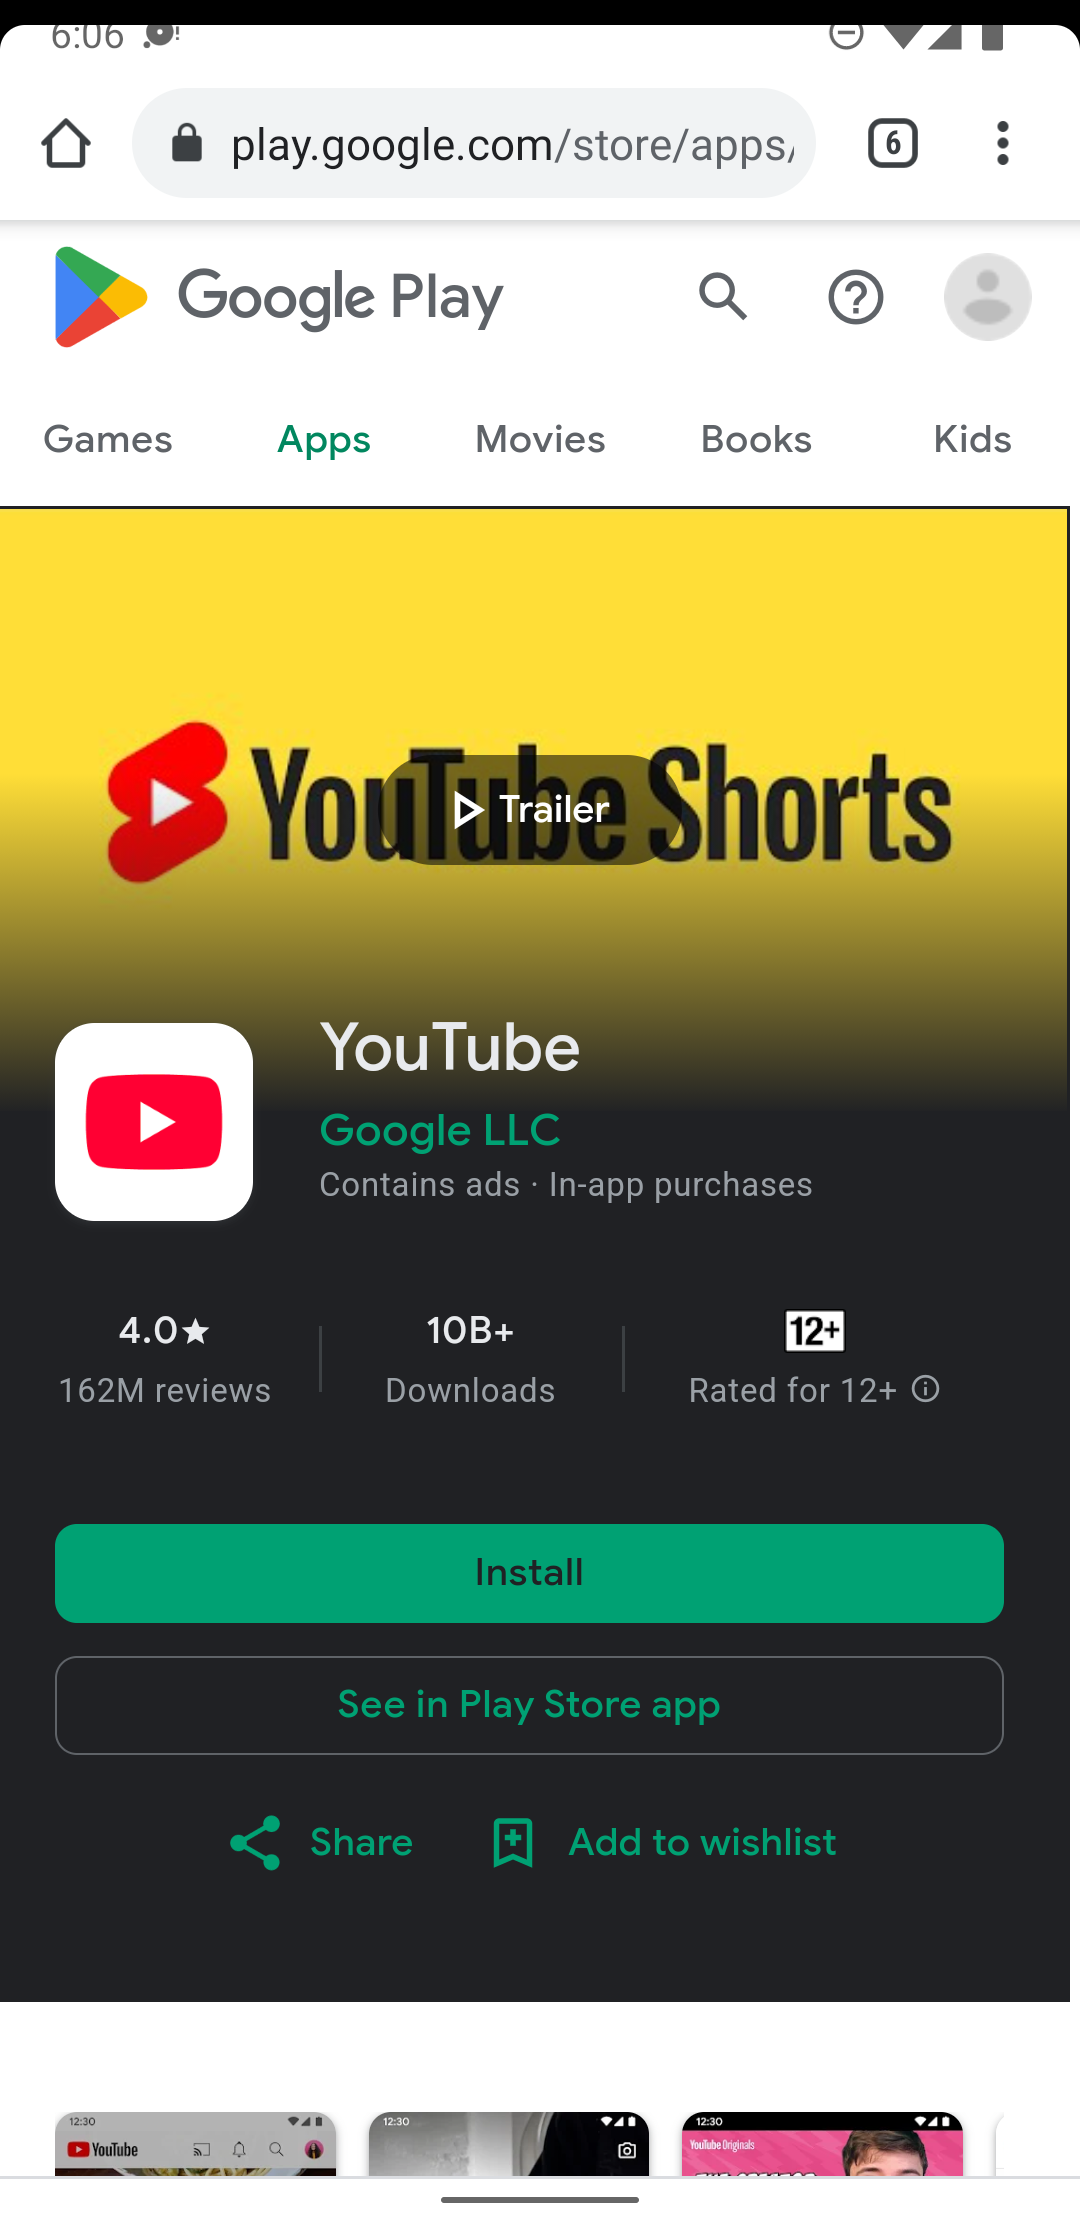 6:06
play.google.com/store/apps/
6
Google Play
Games Apps Movies Books Kids
YouTube Shorts
Trailer
YouTube
Google LLC
Contains ads · In-app purchases
4.0★ 10B+ 12+
162M reviews Downloads Rated for 12+
Install
See in Play Store app
Share Add to wishlist
12:30 12:30 12:30
YouTube YouTube Originals